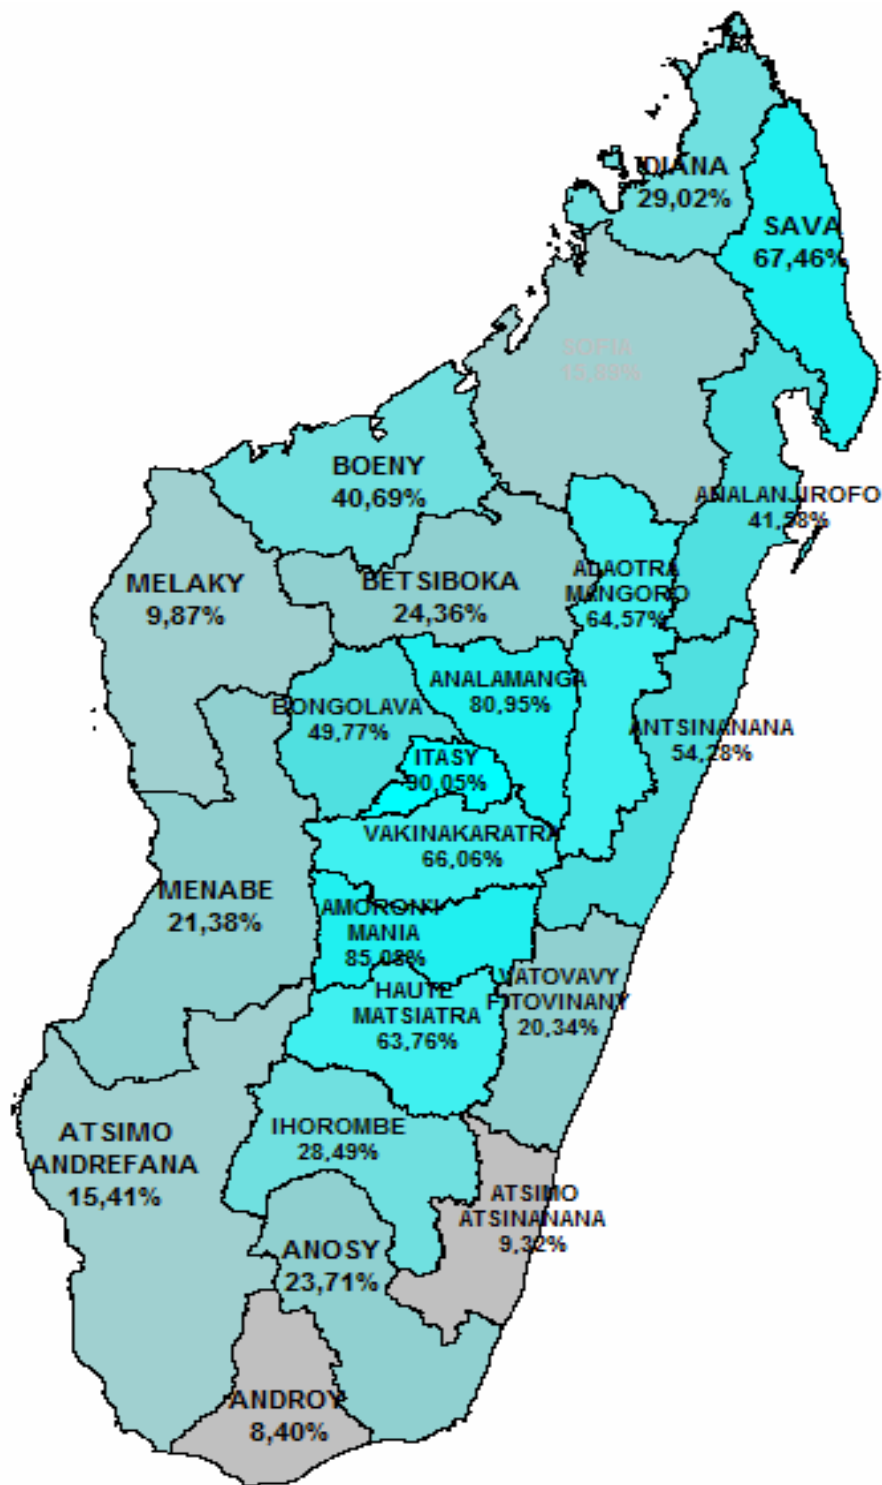 DIANA
29,02%
SAVA
67,46%
SOFIA
15,89%
BOENY
40,69%
ANALANJIROFO
41,58%
MELAKY
9,87%
BETSIBOKA
24,36%
ALAOTRA
MANGORO
64,57%
ANALAMANGA
80,95%
BONGOLAVA
49,77%
ANTSINANANA
54,28%
ITASY
90,05%
VAKINAKARATRA
66,06%
MENABE
21,38%
AMORON'I
MANIA
85,08%
VATOVAVY
FITOVINANY
20,34%
HAUTE
MATSIATRA
63,76%
IHOROMBE
28,49%
ATSIMO
ANDREFANA
15,41%
ATSIMO
ATSINANANA
9,32%
ANOSY
23,71%
ANDROY
8,40%